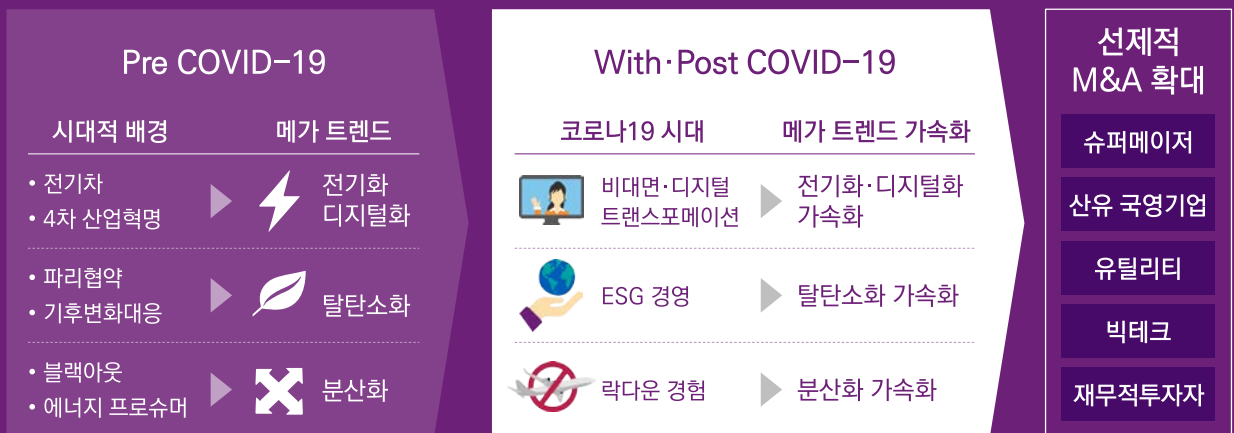 Pre COVID-19
시대적 배경
메가 트렌드
• 전기차
• 4차 산업혁명
전기화
디지털화
• 파리협약
• 기후변화대응
탈탄소화
• 블랙아웃
• 에너지 프로슈머
분산화
With·Post COVID-19
코로나19 시대
메가 트렌드 가속화
비대면·디지털
트랜스포메이션
전기화·디지털화
가속화
ESG 경영
탈탄소화 가속화
락다운 경험
분산화 가속화
선제적
M&A 확대
슈퍼메이저
산유 국영기업
유틸리티
빅테크
재무적투자자